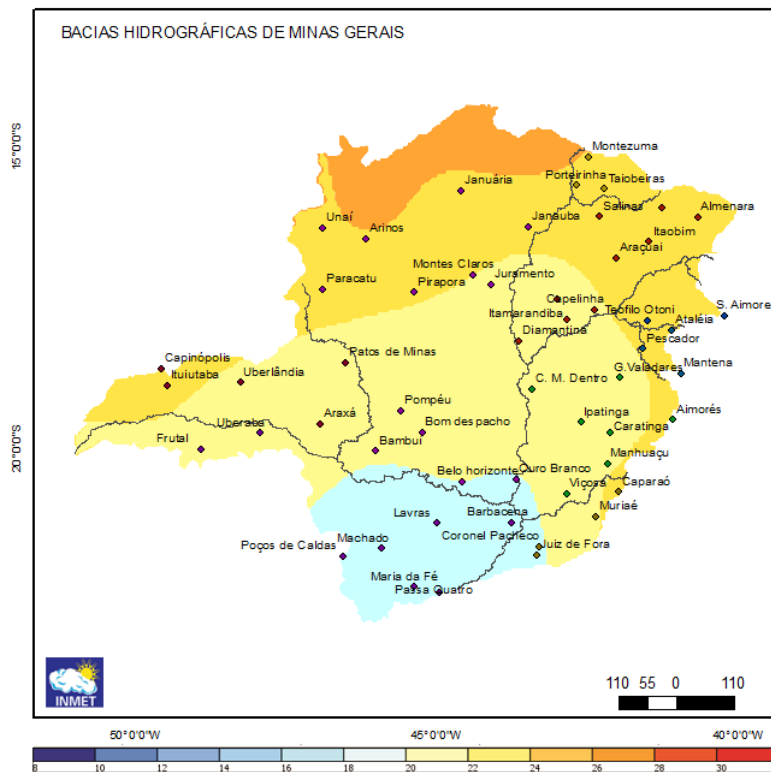 BACIAS HIDROGRÁFICAS DE MINAS GERAIS
15°0'0"S
Montezuma
Porteirinha
Taiobeiras
Januária
Salinas
Almenara
Unaí
Arinos
Janauba
Itaobim
Araçuai
Montes Claros
Juramento
Paracatu
Pirapora
Capelinha
Teófilo Otoni
S. Aimore
Itamarandiba
Ataléia
Diamantina
Pescador
Capinópolis
Patos de Minas
Ituiutaba
Uberlândia
G.Valadares
Mantena
C. M. Dentro
Pompéu
Araxá
Ipatinga
Aimorés
Uberaba
Bom despacho
Caratinga
Frutal
Bambui
20°0'0"S
Manhuaçu
Belo horizonte
Ouro Branco
Viçosa
Caparaó
Lavras
Barbacena
Muriaé
Machado
Coronel Pacheco
Poços de Caldas
Juiz de Fora
Maria da Fé
Passa Quatro
INMET
110 55 0 110
50°0'0"W 45°0'0"W 40°0'0"W
8 10 12 14 16 18 20 22 24 26 28 30